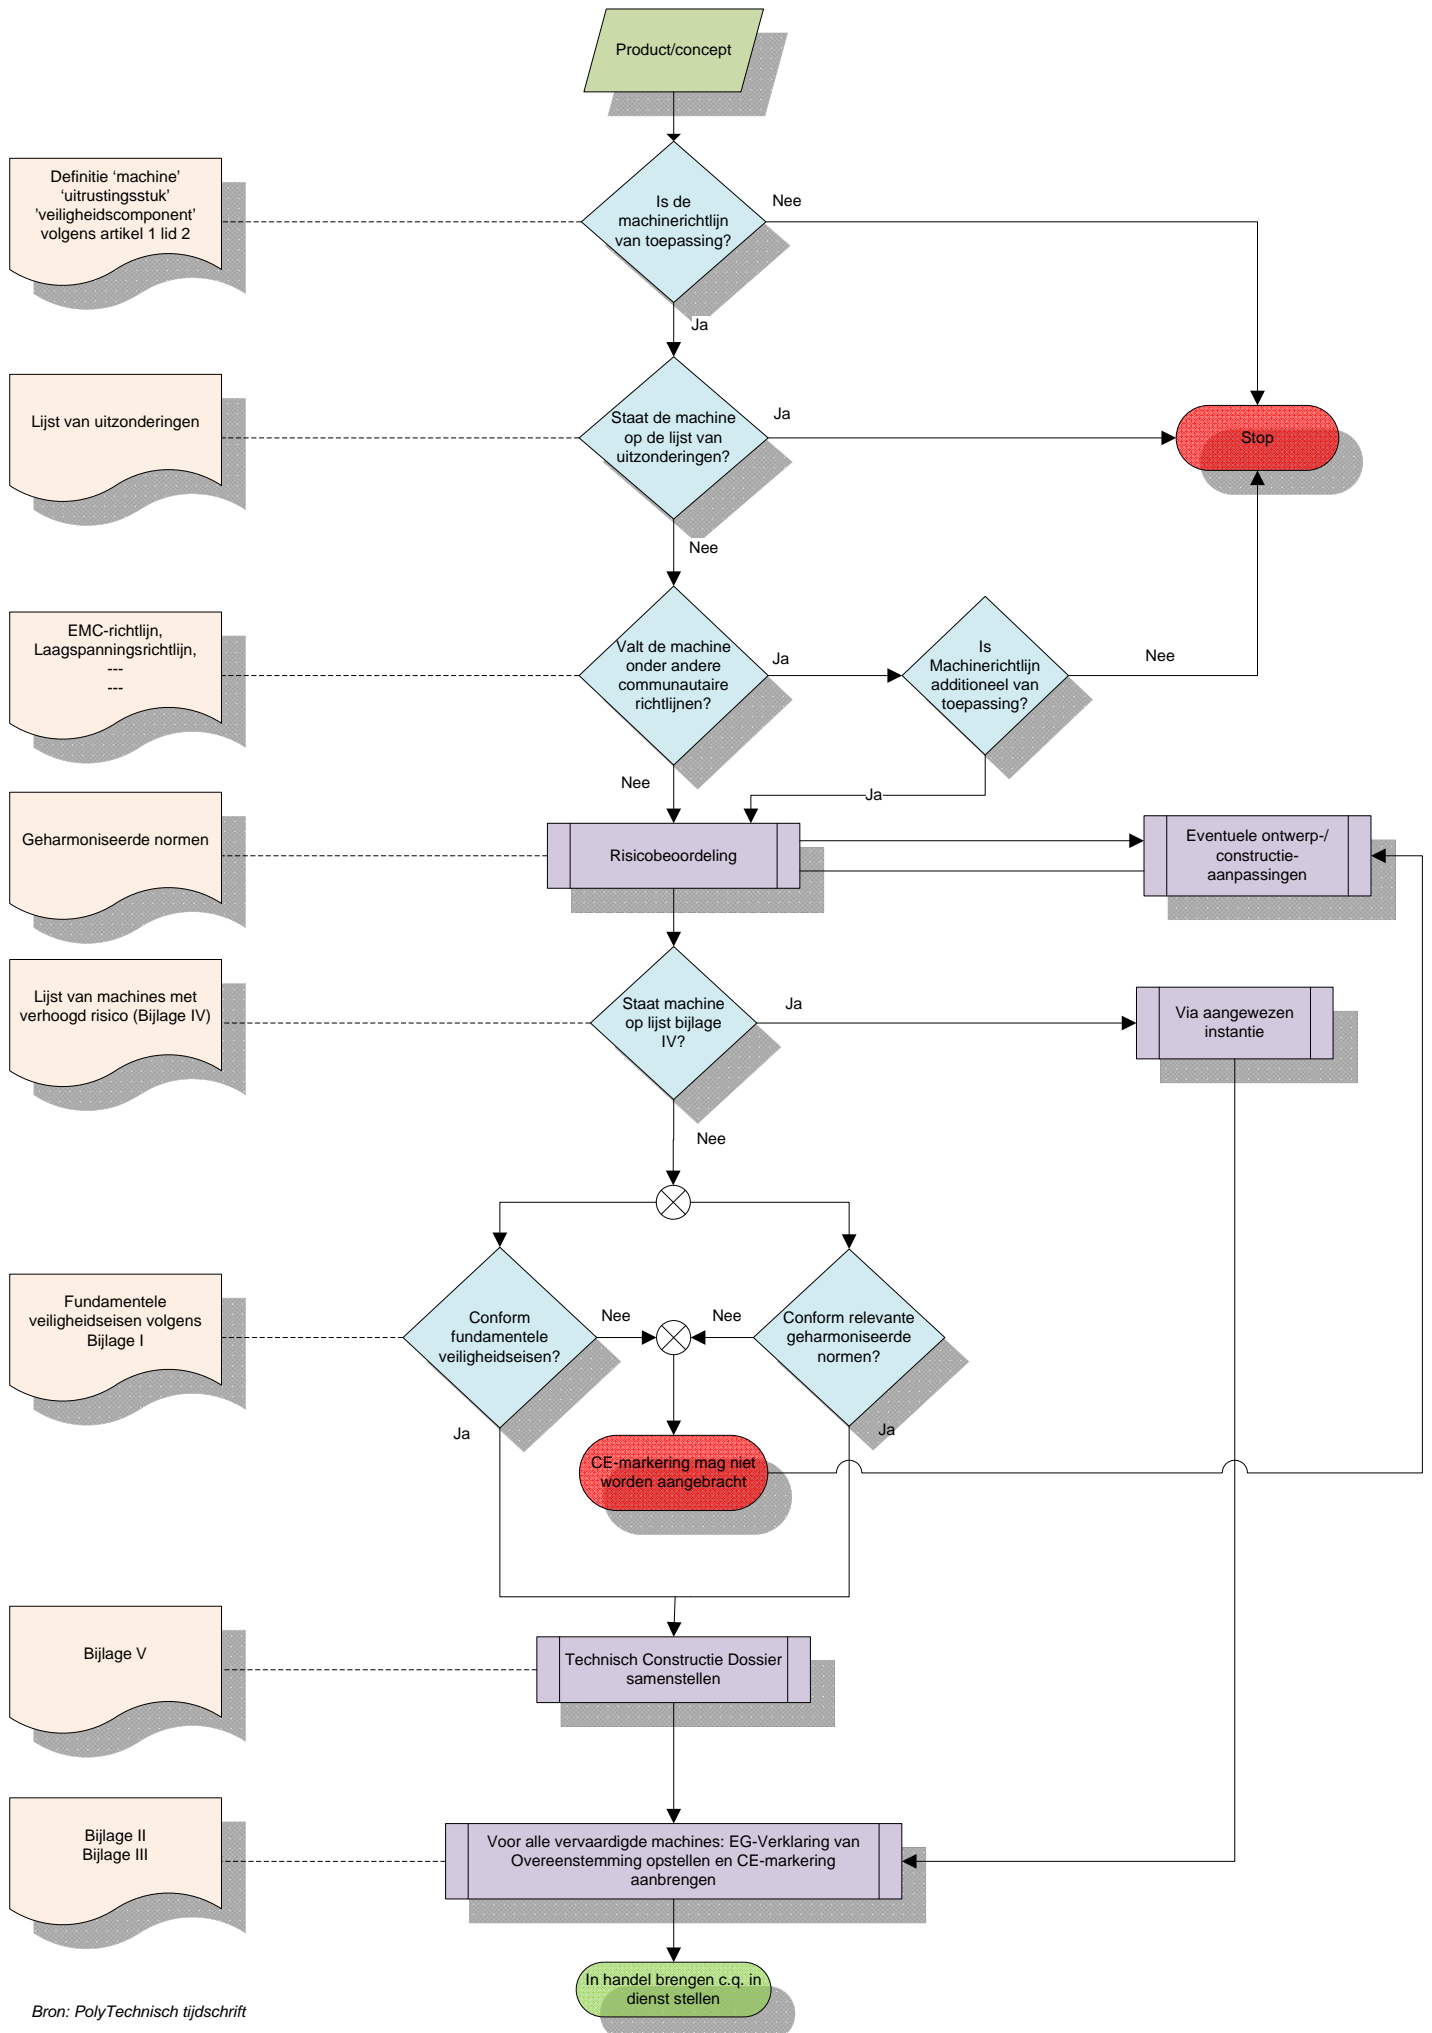 Product/concept
Definitie ‘machine’
‘uitrustingsstuk’
’veiligheidscomponent’
volgens artikel 1 lid 2
Is de
machinerichtlijn
van toepassing?
Nee
Ja
Lijst van uitzonderingen
Staat de machine
op de lijst van
uitzonderingen?
Ja
Stop
Nee
EMC-richtlijn,
Laagspanningsrichtlijn,
---
---
Valt de machine
onder andere
communautaire
richtlijnen?
Ja
Is
Machinerichtlijn
additioneel van
toepassing?
Nee
Nee
Ja
Geharmoniseerde normen
Risicobeoordeling
Eventuele ontwerp-/
constructie-
aanpassingen
Lijst van machines met
verhoogd risico (Bijlage IV)
Staat machine
op lijst bijlage
IV?
Ja
Via aangewezen
instantie
Nee
Fundamentele
veiligheidseisen volgens
Bijlage I
Conform
fundamentele
veiligheidseisen?
Nee
Nee
Conform relevante
geharmoniseerde
normen?
Ja
Ja
CE-markering mag niet
worden aangebracht
Bijlage V
Technisch Constructie Dossier
samenstellen
Bijlage II
Bijlage III
Voor alle vervaardigde machines: EG-Verklaring van
Overeenstemming opstellen en CE-markering
aanbrengen
In handel brengen c.q. in
dienst stellen
Bron: PolyTechnisch tijdschrift